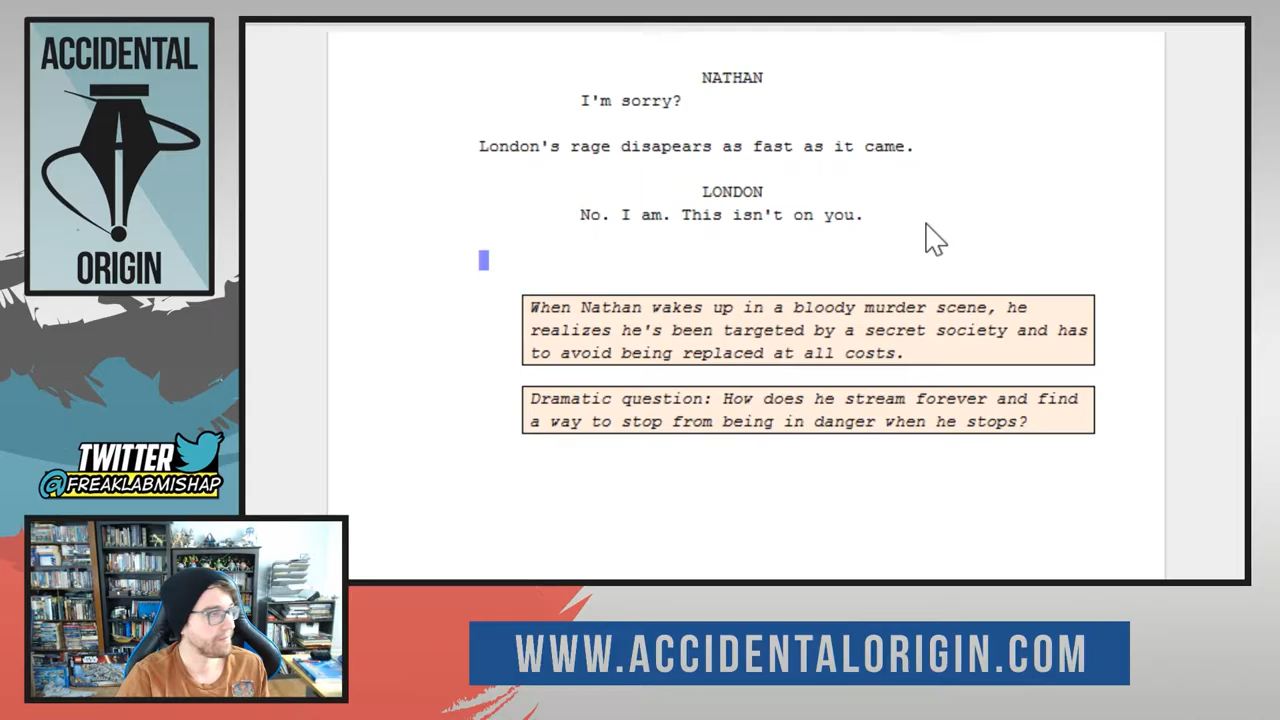 ACCIDENTAL
ORIGIN
NATHAN
I'm sorry?
London's rage disapears as fast as it came.
LONDON
No. I am. This isn't on you.
When Nathan wakes up in a bloody murder scene, he
realizes he's been targeted by a secret society and has
to avoid being replaced at all costs.
Dramatic question: How does he stream forever and find
a way to stop from being in danger when he stops?
TWITTER
@FREAKLABMISHAP
WWW.ACCIDENTALORIGIN.COM